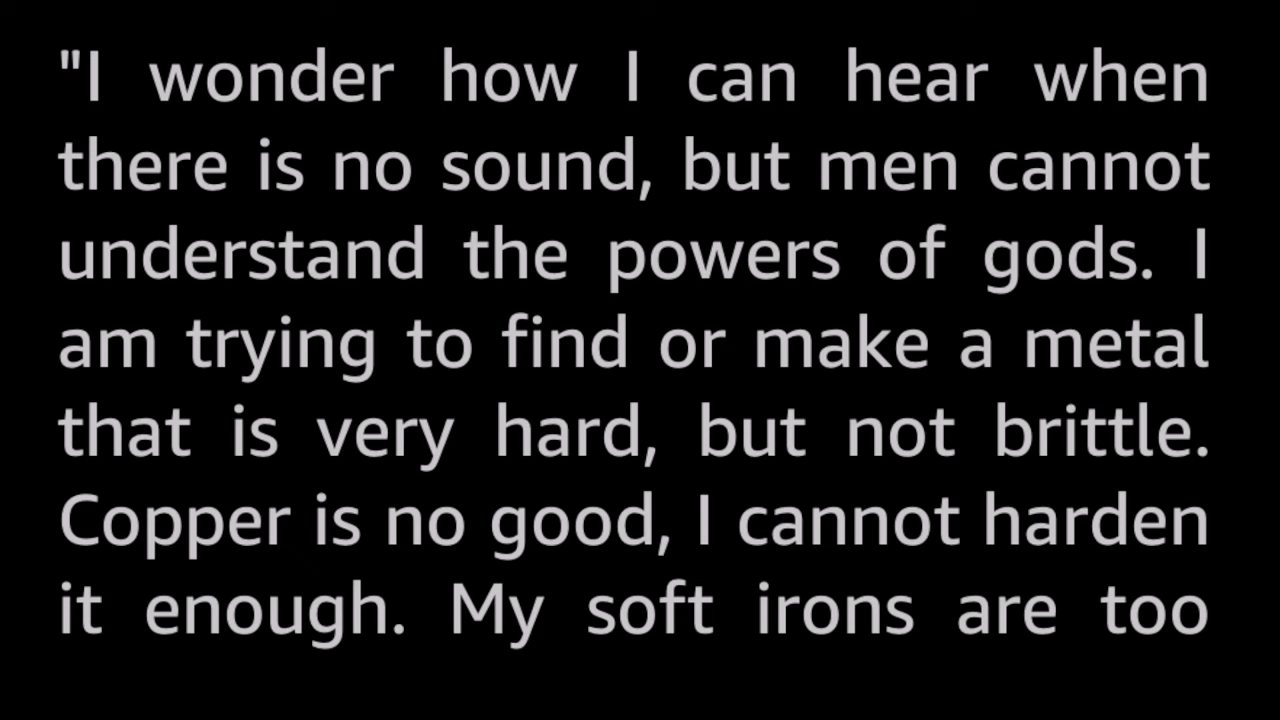 "I wonder how I can hear when
there is no sound, but men cannot
understand the powers of gods. I
am trying to find or make a metal
that is very hard, but not brittle.
Copper is no good, I cannot harden
it enough. My soft irons are too